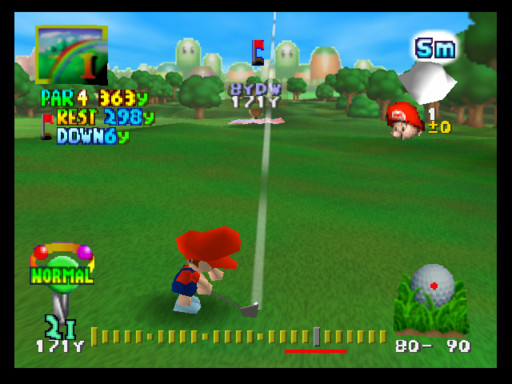 I
PAR4 363y
REST 298y
DOWN6y
BYDW
171Y
5m
1
±0
NORMAL
2I
171Y
80- 90